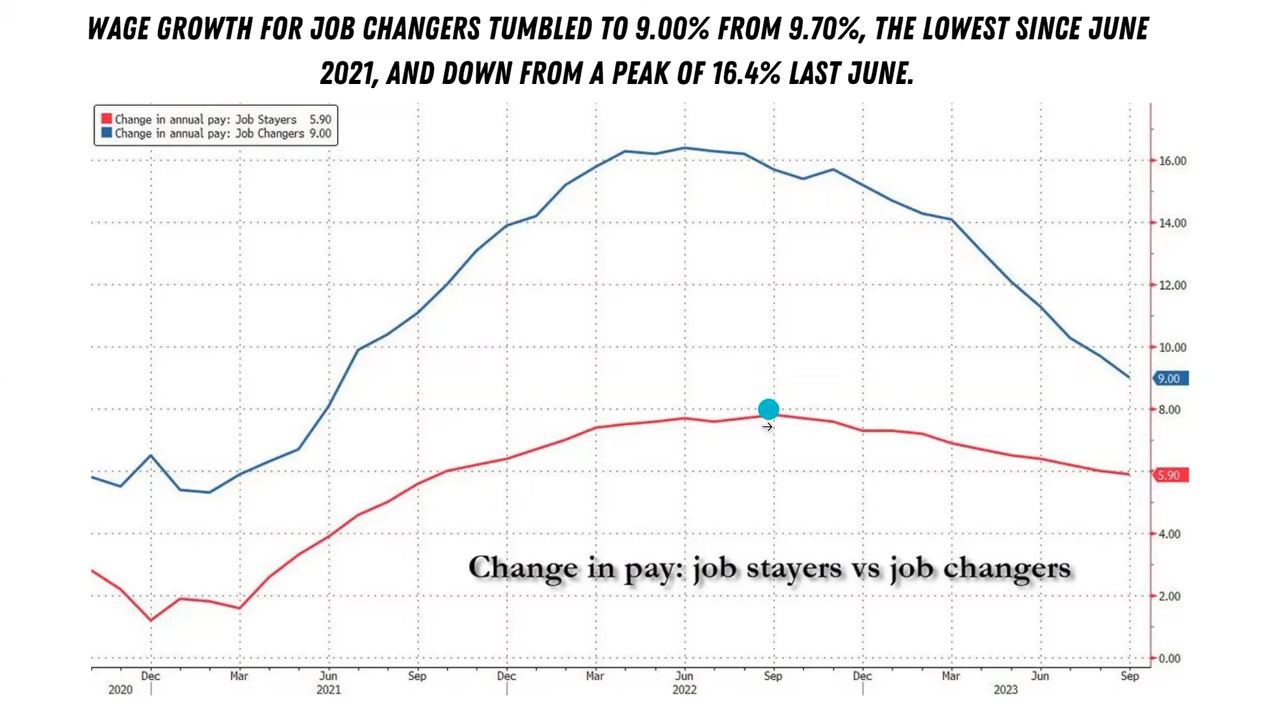 WAGE GROWTH FOR JOB CHANGERS TUMBLED TO 9.00% FROM 9.70%, THE LOWEST SINCE JUNE
2021, AND DOWN FROM A PEAK OF 16.4% LAST JUNE.
Change in annual pay: Job Stayers 5.90
Change in annual pay: Job Changers 9.00
16.00
14.00
12.00
10.00
9.00
8.00
5.90
4.00
Change in pay: job stayers vs job changers
2.00
0.00
Dec Mar Jun Sep Dec Mar Jun Sep Dec Mar Jun Sep
2020 2021 2022 2023